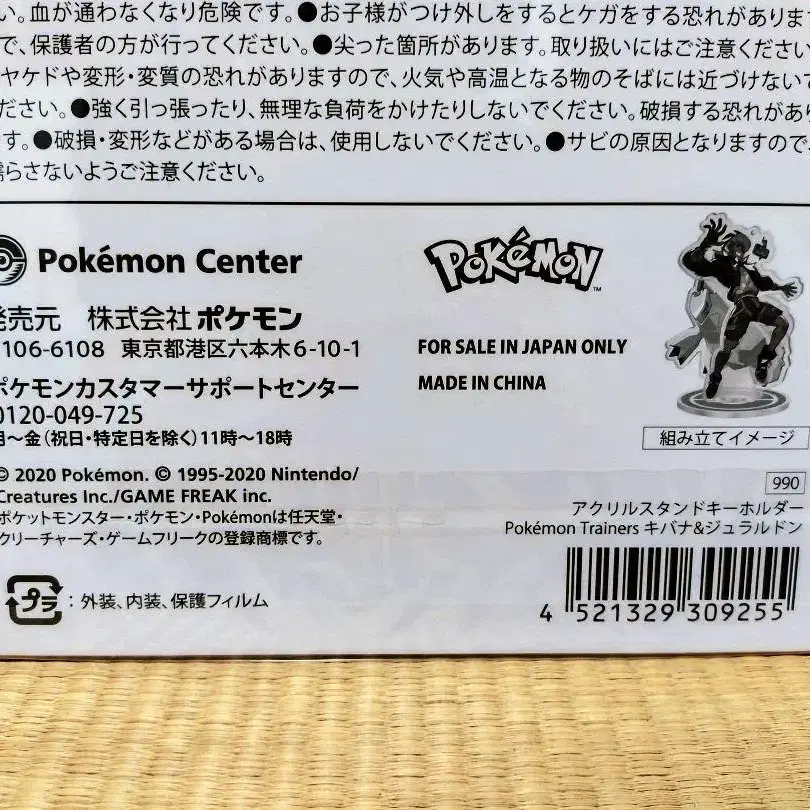 い。血が通わなくなり危険です。●お子様がつけ外しをするとケガをする恐れがありま
で、保護者の方が行ってください。●尖った箇所があります。取り扱いにはご注意ください
ヤケドや変形・変質の恐れがありますので、火気や高温となる物のそばには近づけないで
ださい。●強く引っ張ったり、無理な負荷をかけたりしないでください。破損する恐れがあり
す。●破損・変形などがある場合は、使用しないでください。●サビの原因となりますので、
濡らさないようご注意ください。
Pokémon Center
発売元 株式会社ポケモン
106-6108 東京都港区六本木6-10-1
ポケモンカスタマーサポートセンター
0120-049-725
月〜金(祝日・特定日を除く)11時〜18時
© 2020 Pokémon. © 1995-2020 Nintendo/
Creatures Inc./GAME FREAK inc.
ポケットモンスター・ポケモン・Pokémonは任天堂・
クリーチャーズ・ゲームフリークの登録商標です。
プラ : 外装、内装、保護フィルム
POKéMON™
FOR SALE IN JAPAN ONLY
MADE IN CHINA
組み立てイメージ
990
アクリルスタンドキーホルダー
Pokémon Trainers キバナ&ジュラルドン
4 521329 309255